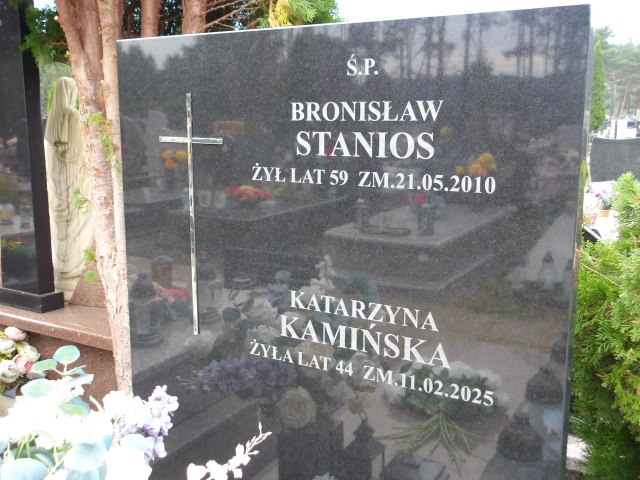 Ś.P.
BRONISŁAW
STANIOS
ŻYŁ LAT 59 ZM.21.05.2010
KATARZYNA
KAMIŃSKA
ŻYŁA LAT 44 ZM.11.02.2025